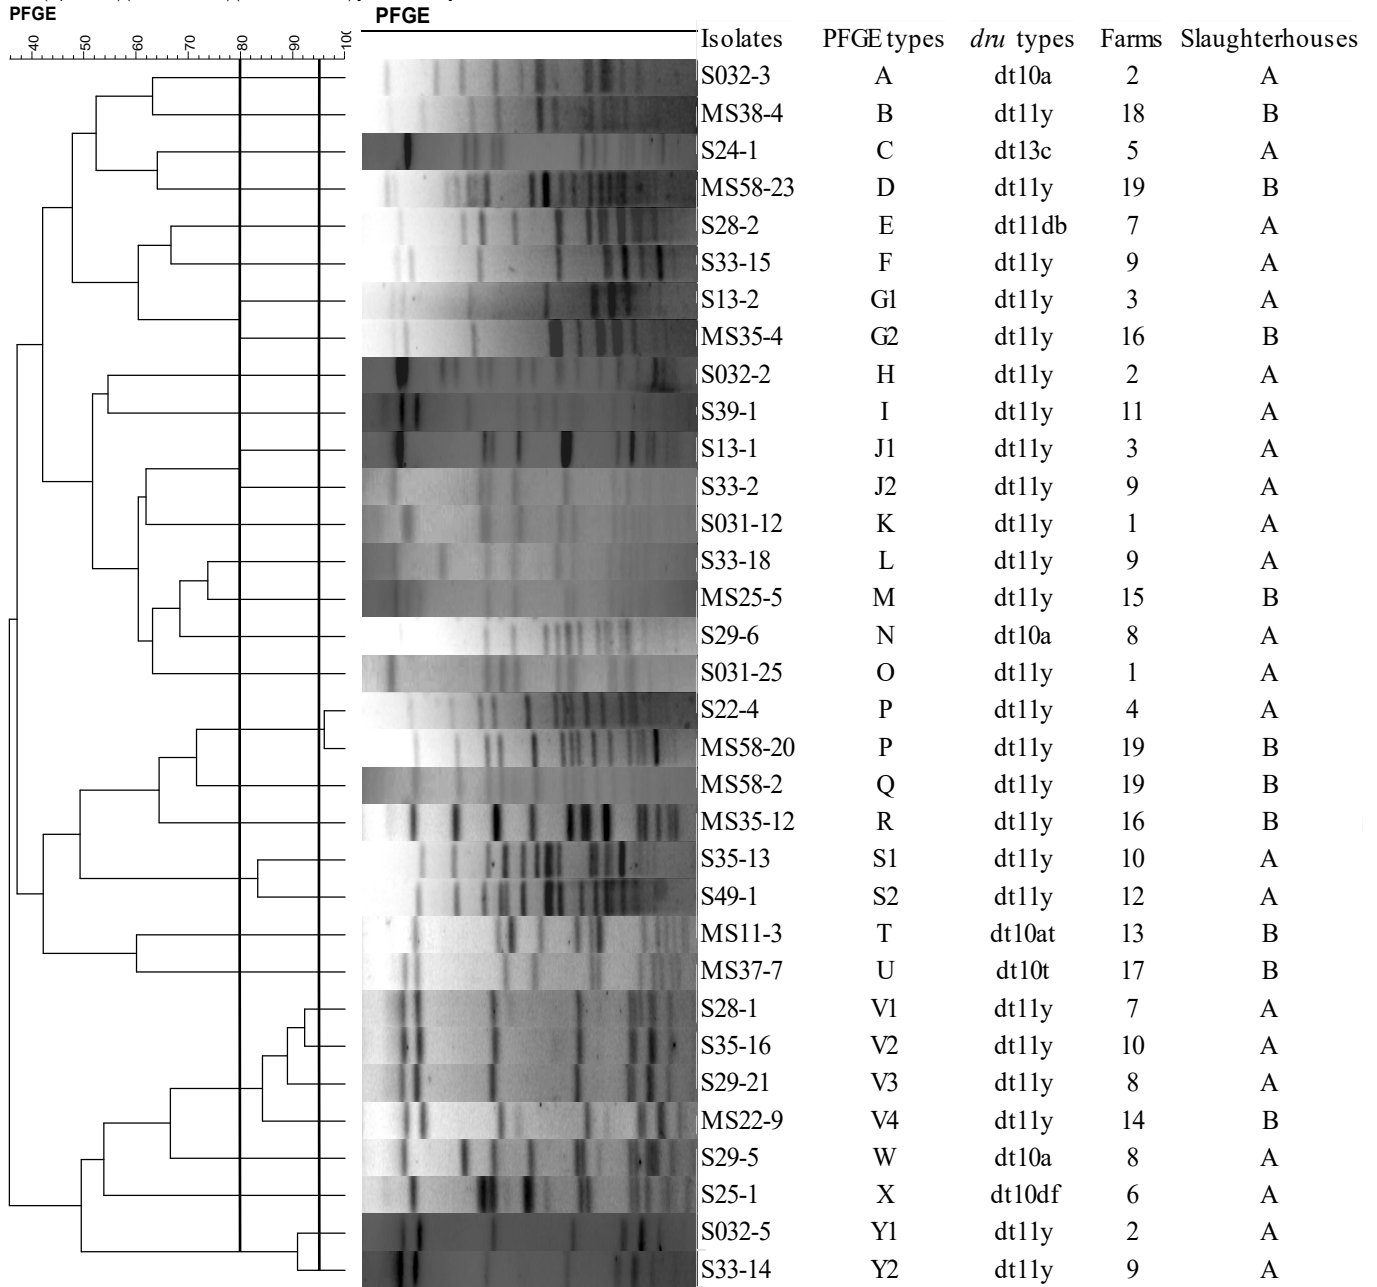 PFGE
PFGE
40 50 60 70 80 90 100
Isolates PFGE types dru types Farms Slaughterhouses
S032-3 A dt10a 2 A
MS38-4 B dt11y 18 B
S24-1 C dt13c 5 A
MS58-23 D dt11y 19 B
S28-2 E dt11db 7 A
S33-15 F dt11y 9 A
S13-2 G1 dt11y 3 A
MS35-4 G2 dt11y 16 B
S032-2 H dt11y 2 A
S39-1 I dt11y 11 A
S13-1 J1 dt11y 3 A
S33-2 J2 dt11y 9 A
S031-12 K dt11y 1 A
S33-18 L dt11y 9 A
MS25-5 M dt11y 15 B
S29-6 N dt10a 8 A
S031-25 O dt11y 1 A
S22-4 P dt11y 4 A
MS58-20 P dt11y 19 B
MS58-2 Q dt11y 19 B
MS35-12 R dt11y 16 B
S35-13 S1 dt11y 10 A
S49-1 S2 dt11y 12 A
MS11-3 T dt10at 13 B
MS37-7 U dt10t 17 B
S28-1 V1 dt11y 7 A
S35-16 V2 dt11y 10 A
S29-21 V3 dt11y 8 A
MS22-9 V4 dt11y 14 B
S29-5 W dt10a 8 A
S25-1 X dt10df 6 A
S032-5 Y1 dt11y 2 A
S33-14 Y2 dt11y 9 A